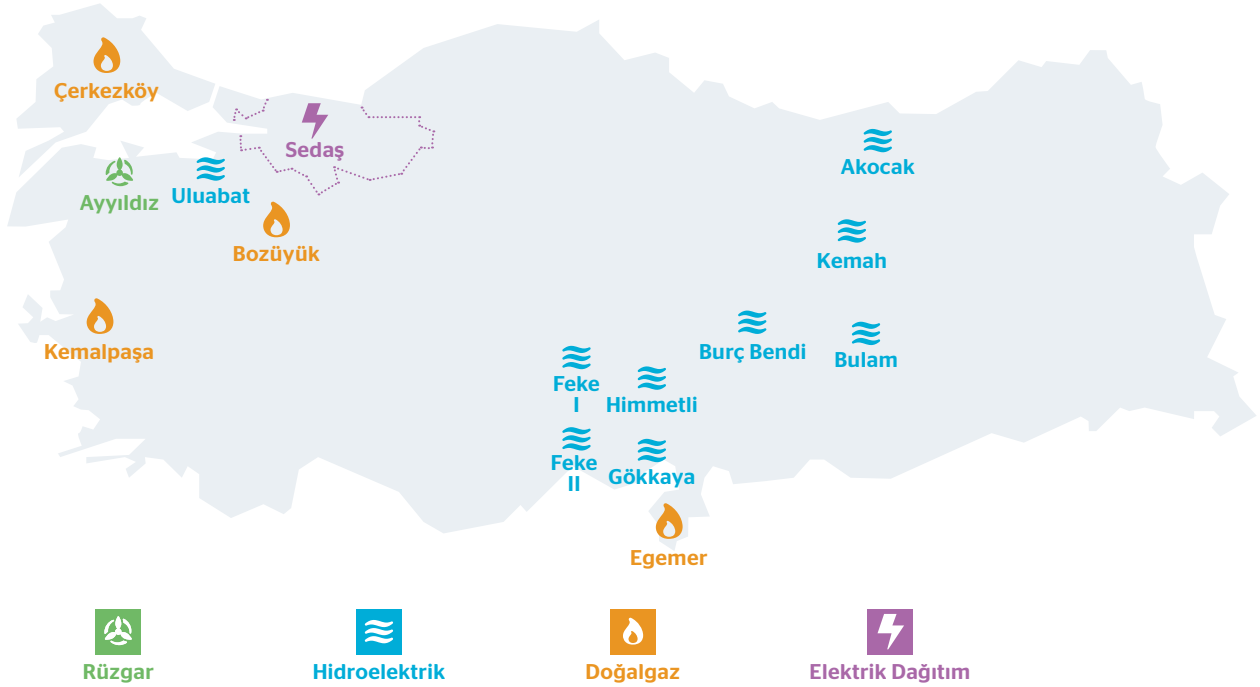 Çerkezköy
Sedaş
Akocak
Ayyıldız
Uluabat
Bozüyük
Kemah
Kemalpaşa
Burç Bendi
Bulam
Feke
I
Himmetli
Feke
II
Gökkaya
Egemer
Rüzgar
Hidroelektrik
Doğalgaz
Elektrik Dağıtım